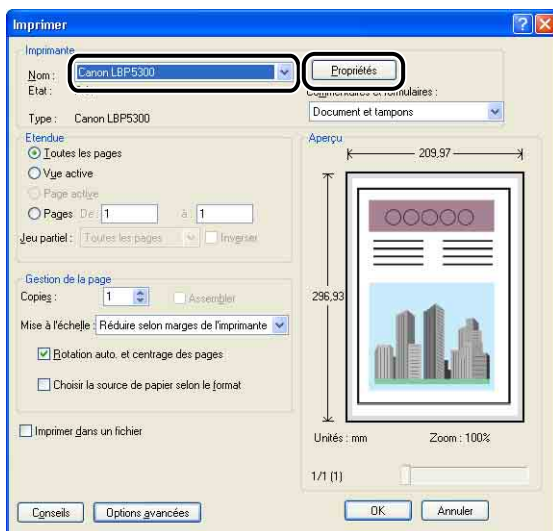 Imprimer
Imprimante
Nom : Canon LBP5300 Propriétés
Etat :
Commentaires et formulaires :
Type : Canon LBP5300 Document et tampons
Etendue
Toutes les pages
Vue active
Page active
Pages De : 1 à : 1
Jeu partiel : Toutes les pages Inverser
Gestion de la page
Copies : 1 Assembler
Mise à l'échelle : Réduire selon marges de l'imprimante
Rotation auto. et centrage des pages
Choisir la source de papier selon le format
Imprimer dans un fichier
Aperçu
209,97
296,93
Unités : mm Zoom : 100%
1/1 (1)
Conseils Options avancées OK Annuler